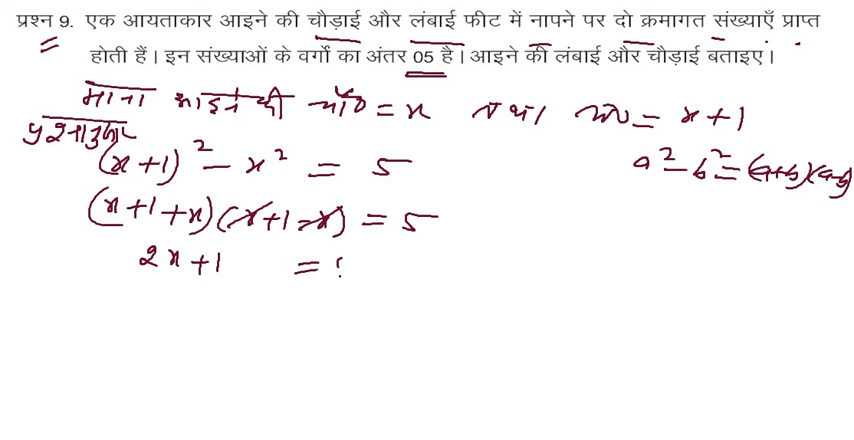 प्रश्न 9. एक आयताकार आइने की चौड़ाई और लंबाई फीट में नापने पर दो क्रमागत संख्याएँ प्राप्त
होती हैं। इन संख्याओं के वर्गों का अंतर 05 है। आइने की लंबाई और चौड़ाई बताइए।
माना आइने की चौ० = x तथा ल० = x + 1
प्रश्नानुसार
(x + 1)² - x² = 5
a² - b² = (a+b)(a-b)
(x + 1 + x) (x + 1 - x) = 5
2x + 1 =